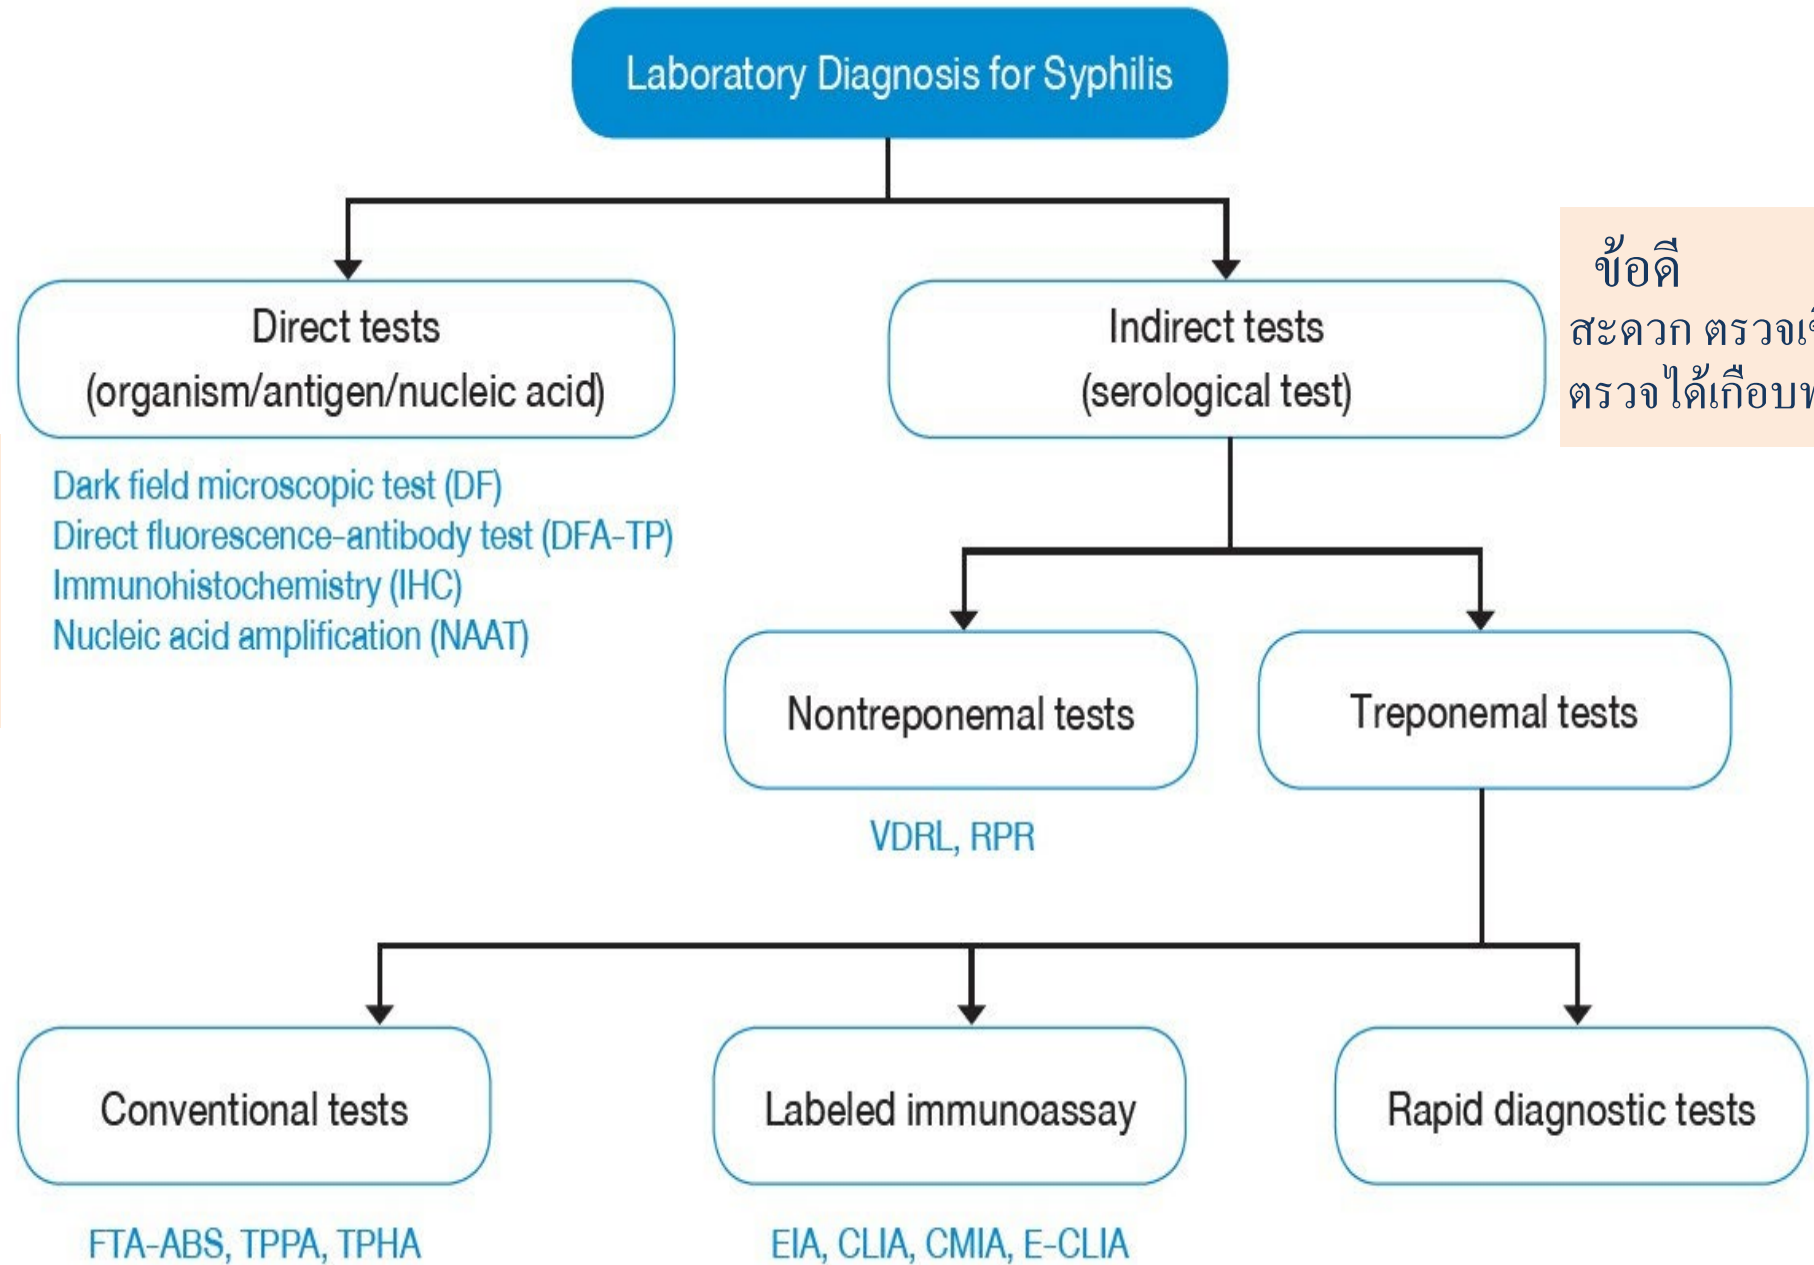 Laboratory Diagnosis for Syphilis
Direct tests
(organism/antigen/nucleic acid)
Indirect tests
(serological test)
ข้อดี
สะดวก
ตรวจได้เกือบ
Dark field microscopic test (DF)
Direct fluorescence-antibody test (DFA-TP)
Immunohistochemistry (IHC)
Nucleic acid amplification (NAAT)
Nontreponemal tests
Treponemal tests
VDRL, RPR
Conventional tests
Labeled immunoassay
Rapid diagnostic tests
FTA-ABS, TPPA, TPHA
EIA, CLIA, CMIA, E-CLIA